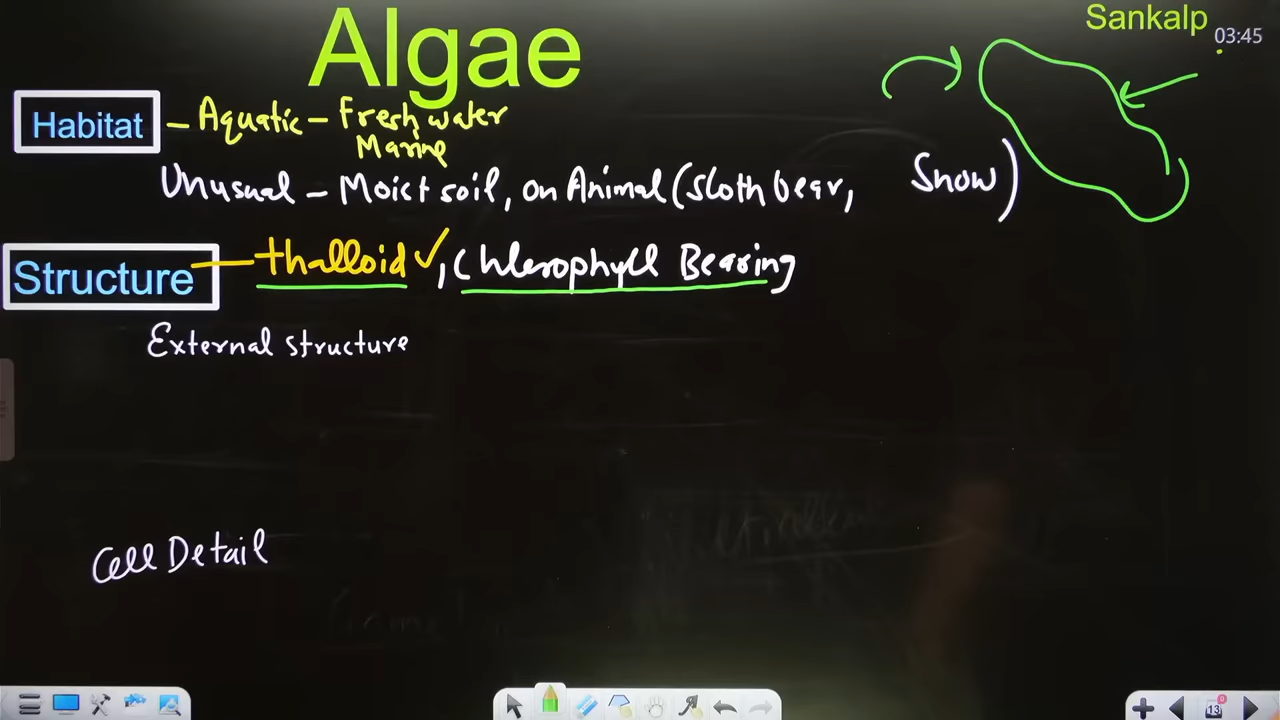 Algae
Sankalp
03:45
Habitat - Aquatic - Fresh water
Marine
Unusual - Moist soil, on Animal (Sloth bear, Snow)
Structure - thalloid ✓, Chlorophyll Bearing
External structure
Cell Detail
13